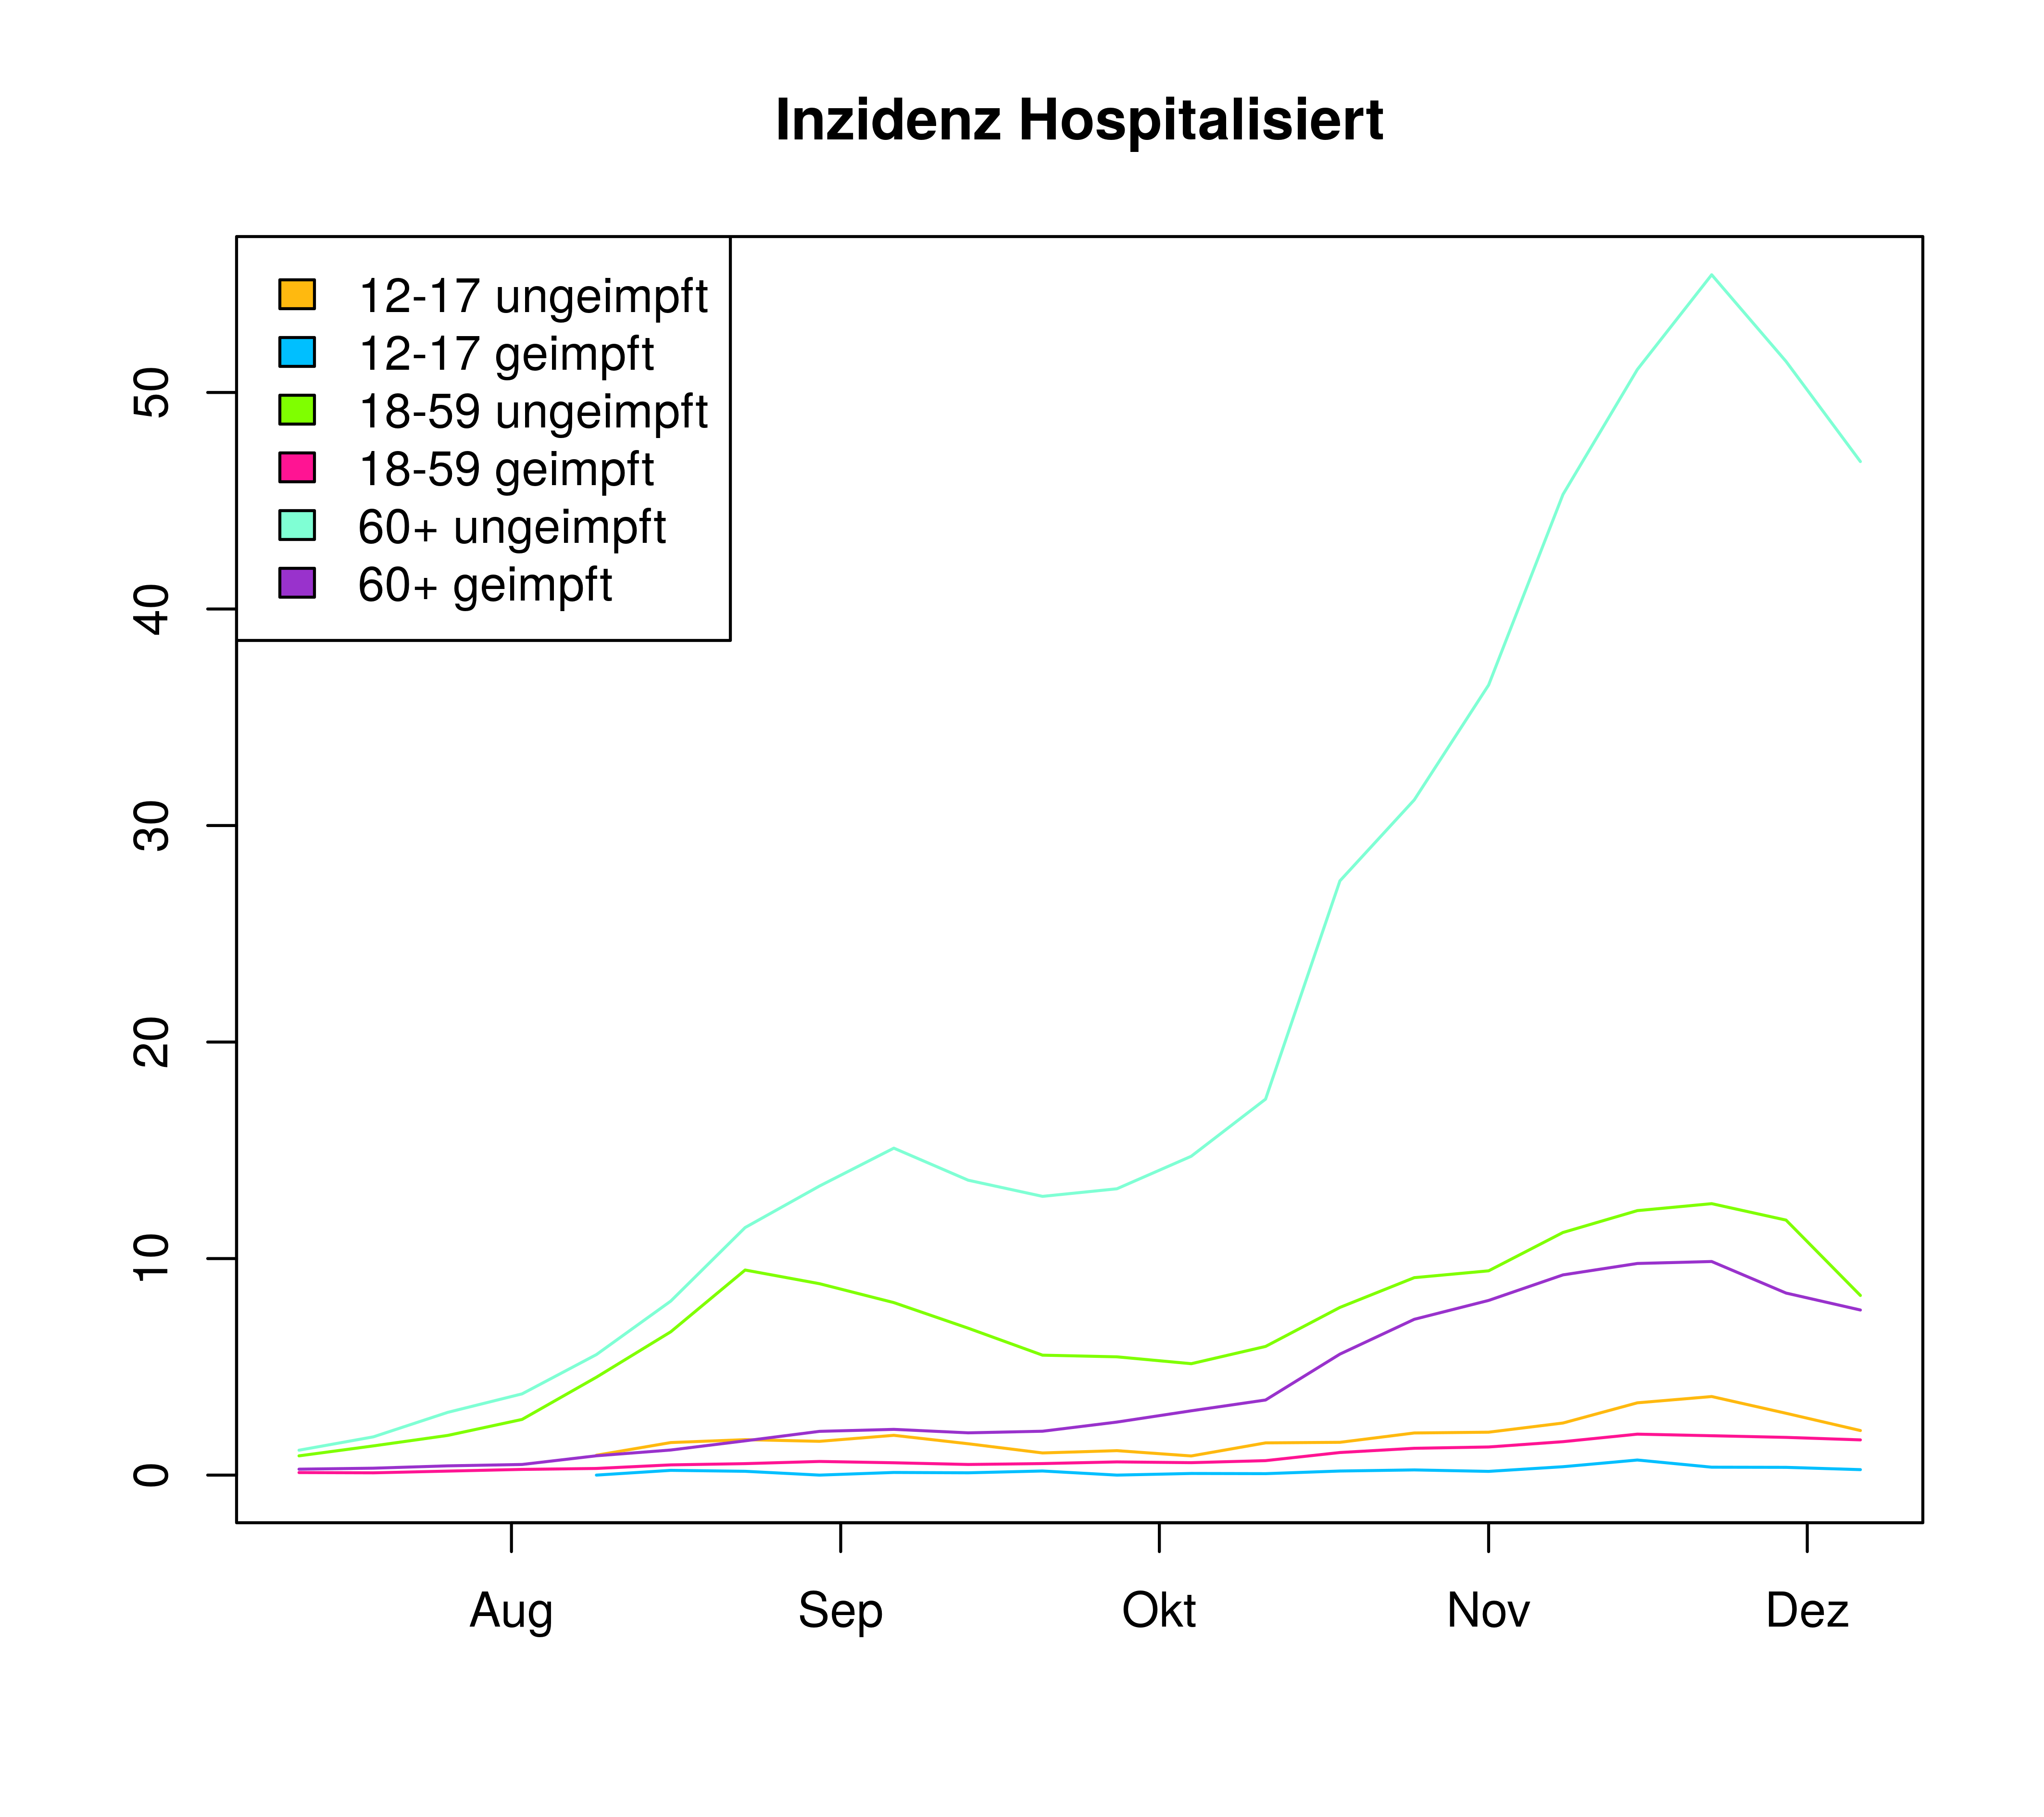 Inzidenz Hospitalisiert
12-17 ungeimpft
12-17 geimpft
18-59 ungeimpft
18-59 geimpft
60+ ungeimpft
60+ geimpft
50
40
30
20
10
0
Aug Sep Okt Nov Dez